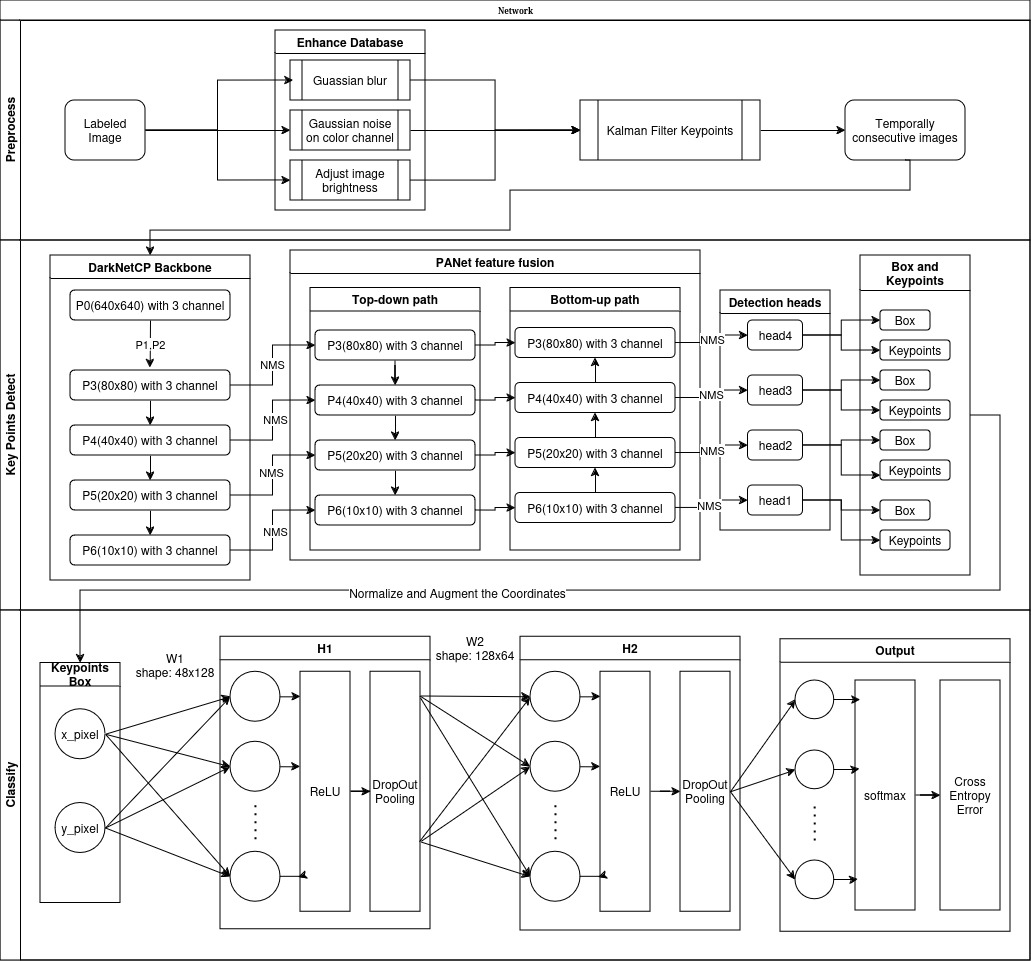 Network
Preprocess
Labeled
Image
Enhance Database
Guassian blur
Gaussian noise
on color channel
Adjust image
brightness
Kalman Filter Keypoints
Temporally
consecutive images
Key Points Detect
DarkNetCP Backbone
P0(640x640) with 3 channel
P1,P2
P3(80x80) with 3 channel
P4(40x40) with 3 channel
P5(20x20) with 3 channel
P6(10x10) with 3 channel
NMS
NMS
NMS
NMS
PANet feature fusion
Top-down path
P3(80x80) with 3 channel
P4(40x40) with 3 channel
P5(20x20) with 3 channel
P6(10x10) with 3 channel
Bottom-up path
P3(80x80) with 3 channel
P4(40x40) with 3 channel
P5(20x20) with 3 channel
P6(10x10) with 3 channel
NMS
NMS
NMS
NMS
Detection heads
head4
head3
head2
head1
Box and
Keypoints
Box
Keypoints
Box
Keypoints
Box
Keypoints
Box
Keypoints
Normalize and Augment the Coordinates
Classify
Keypoints
Box
x_pixel
y_pixel
W1
shape: 48x128
H1
ReLU
DropOut
Pooling
W2
shape: 128x64
H2
ReLU
DropOut
Pooling
Output
softmax
Cross
Entropy
Error